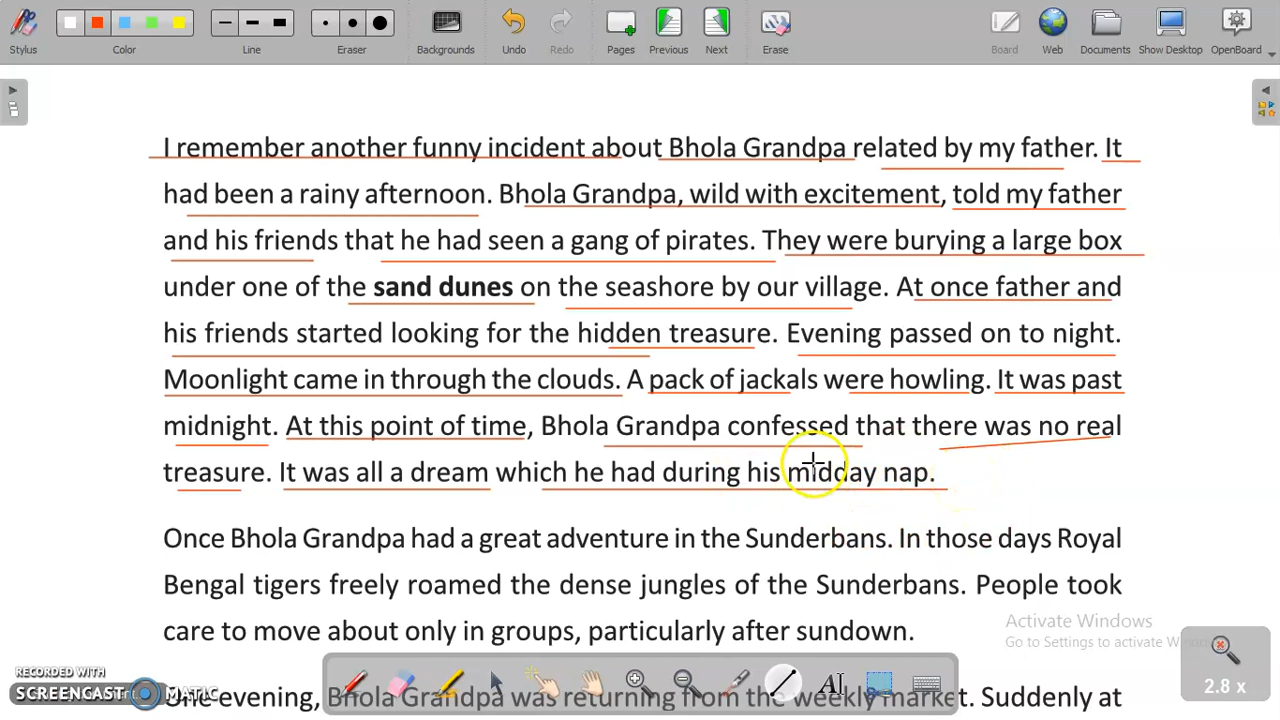 Stylus
Color
Line
Eraser
Backgrounds
Undo
Redo
Pages
Previous
Next
Erase
Board
Web
Documents
Show Desktop
OpenBoard
I remember another funny incident about Bhola Grandpa related by my father. It
had been a rainy afternoon. Bhola Grandpa, wild with excitement, told my father
and his friends that he had seen a gang of pirates. They were burying a large box
under one of the sand dunes on the seashore by our village. At once father and
his friends started looking for the hidden treasure. Evening passed on to night.
Moonlight came in through the clouds. A pack of jackals were howling. It was past
midnight. At this point of time, Bhola Grandpa confessed that there was no real
treasure. It was all a dream which he had during his midday nap.
Once Bhola Grandpa had a great adventure in the Sunderbans. In those days Royal
Bengal tigers freely roamed the dense jungles of the Sunderbans. People took
care to move about only in groups, particularly after sundown.
One evening, Bhola Grandpa was returning from the weekly market. Suddenly at
Activate Windows
Go to Settings to activate
2.8 x
RECORDED WITH
SCREENCAST MATIC